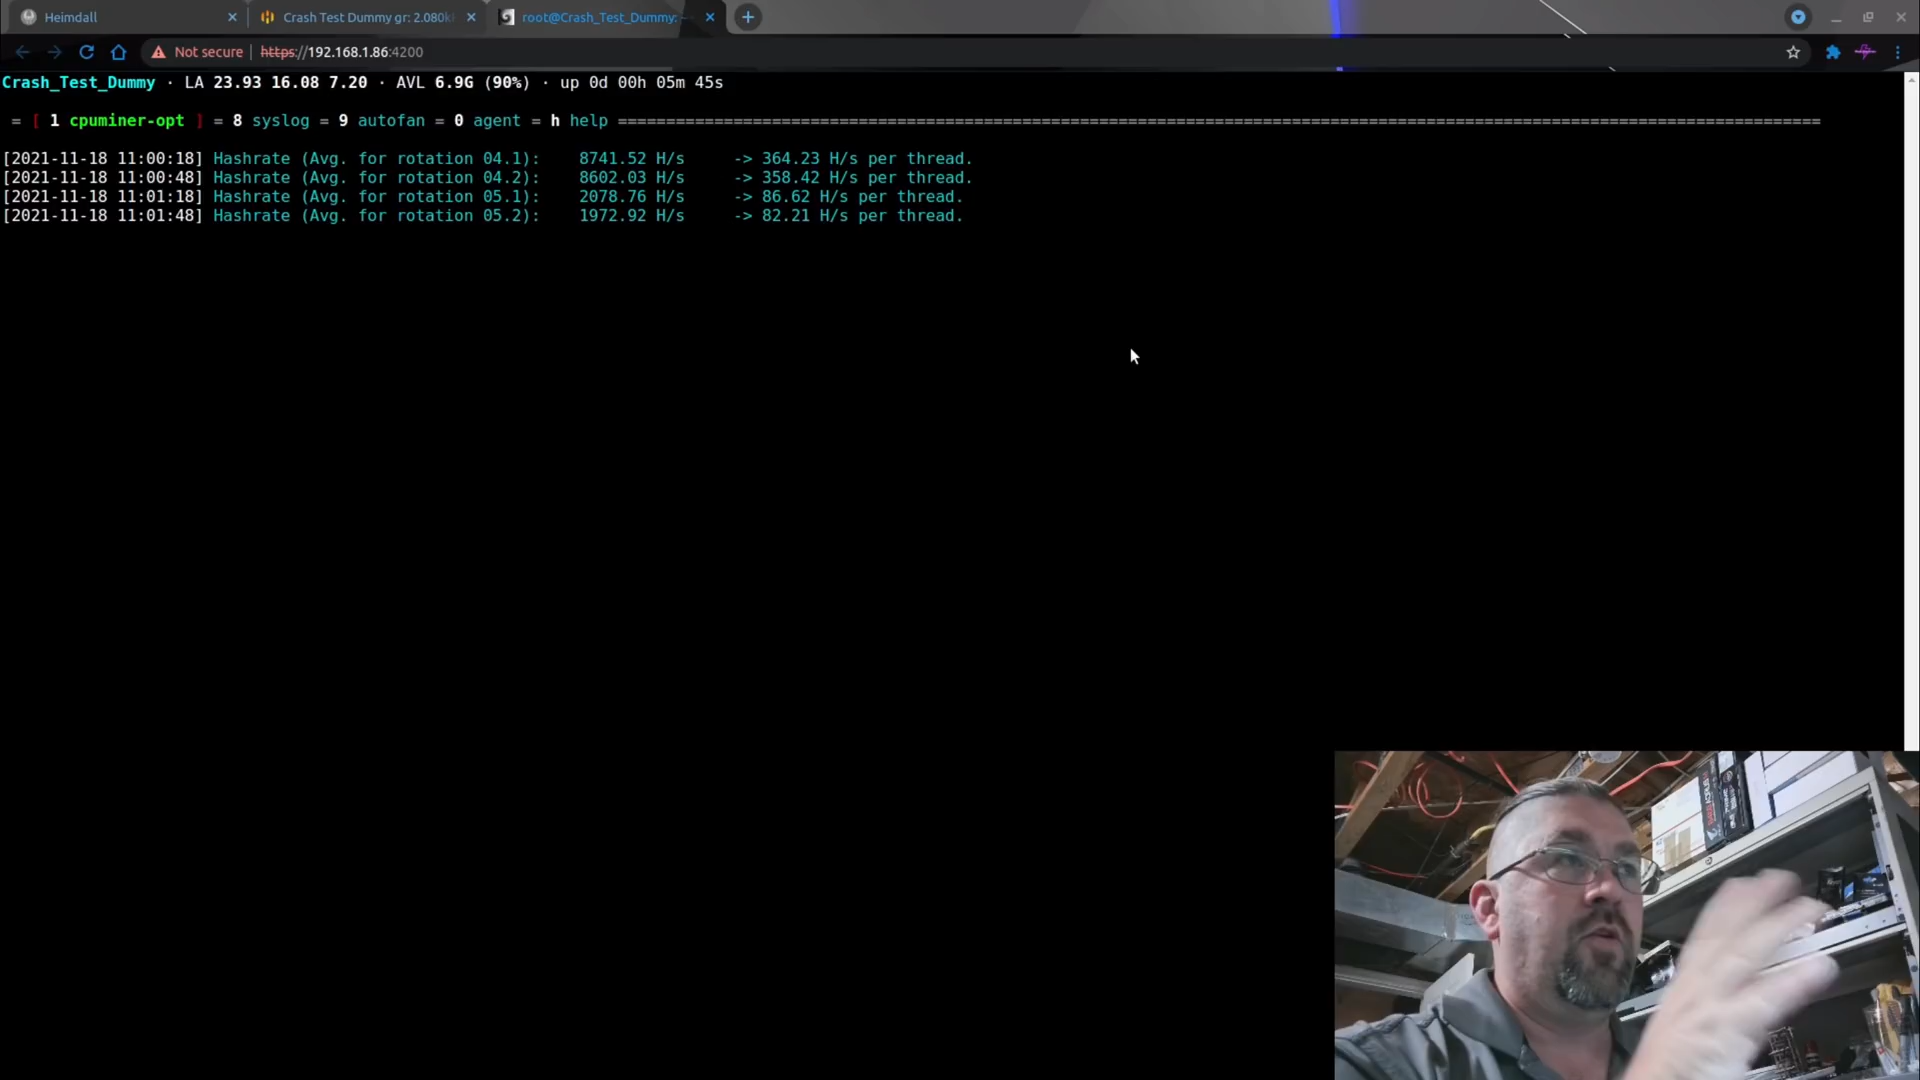 Heimdall
Crash Test Dummy gr: 2.080k
root@Crash_Test_Dummy: ~
Not secure | https://192.168.1.86:4200
Crash_Test_Dummy · LA 23.93 16.08 7.20 · AVL 6.9G (90%) · up 0d 00h 05m 45s
= [ 1 cpuminer-opt ] = 8 syslog = 9 autofan = 0 agent = h help =============================================================================================================================
[2021-11-18 11:00:18] Hashrate (Avg. for rotation 04.1): 8741.52 H/s -> 364.23 H/s per thread.
[2021-11-18 11:00:48] Hashrate (Avg. for rotation 04.2): 8602.03 H/s -> 358.42 H/s per thread.
[2021-11-18 11:01:18] Hashrate (Avg. for rotation 05.1): 2078.76 H/s -> 86.62 H/s per thread.
[2021-11-18 11:01:48] Hashrate (Avg. for rotation 05.2): 1972.92 H/s -> 82.21 H/s per thread.